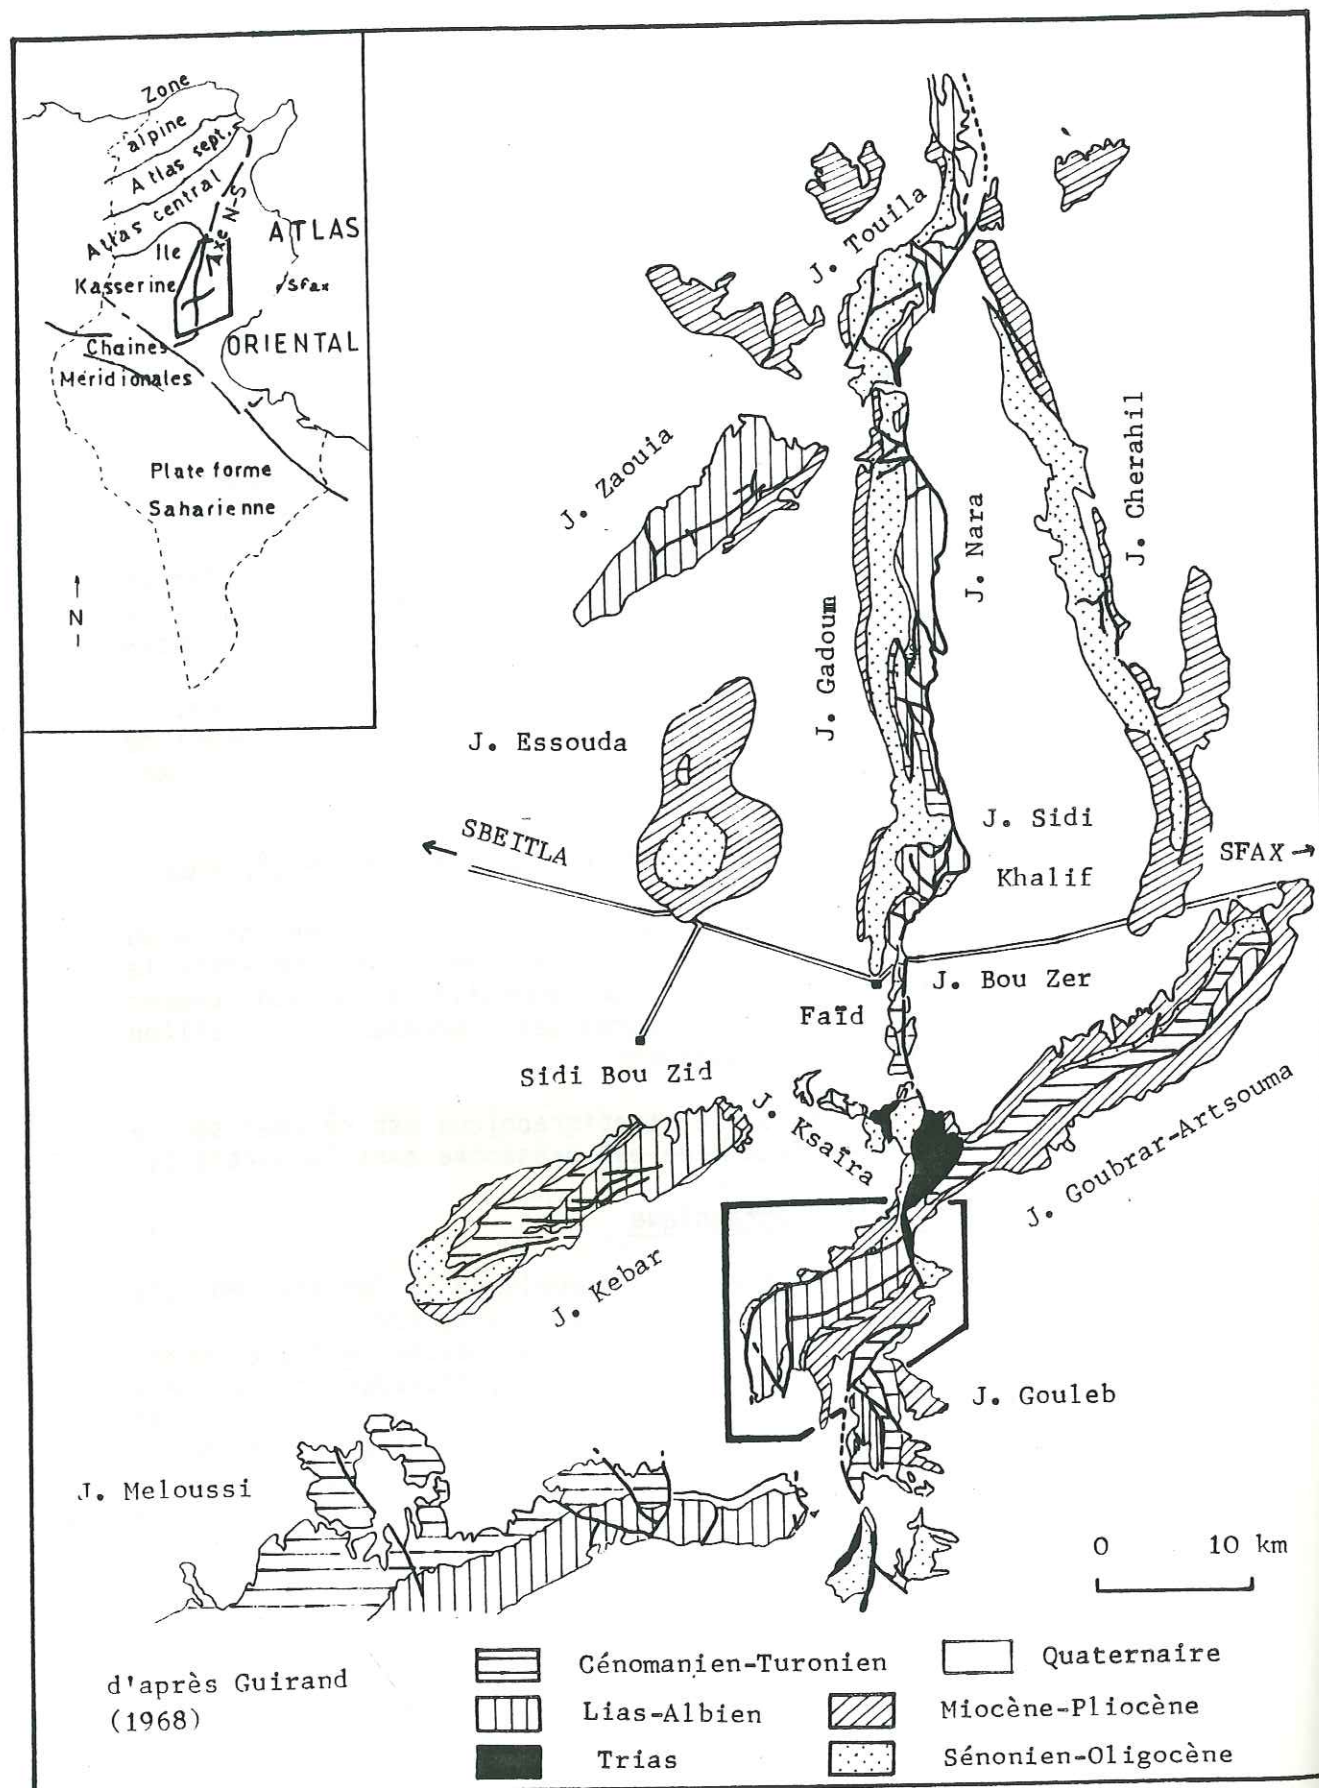 Zone
alpine
Atlas sept.
Atlas central
Axe N-S
ATLAS
Ile
Kasserine
Sfax
Chaines
ORIENTAL
Méridionales
Plate forme
Saharienne
N
J. Touila
J. Zaouia
J. Cherahil
J. Nara
J. Gadoum
J. Essouda
J. Sidi
Khalif
SBEITLA
SFAX
J. Bou Zer
Faïd
Sidi Bou Zid
J. Ksaïra
J. Goubrar-Artsouma
J. Kebar
J. Gouleb
J. Meloussi
0 10 km
d'après Guirand
(1968)
Cénomanien-Turonien
Lias-Albien
Trias
Quaternaire
Miocène-Pliocène
Sénonien-Oligocène